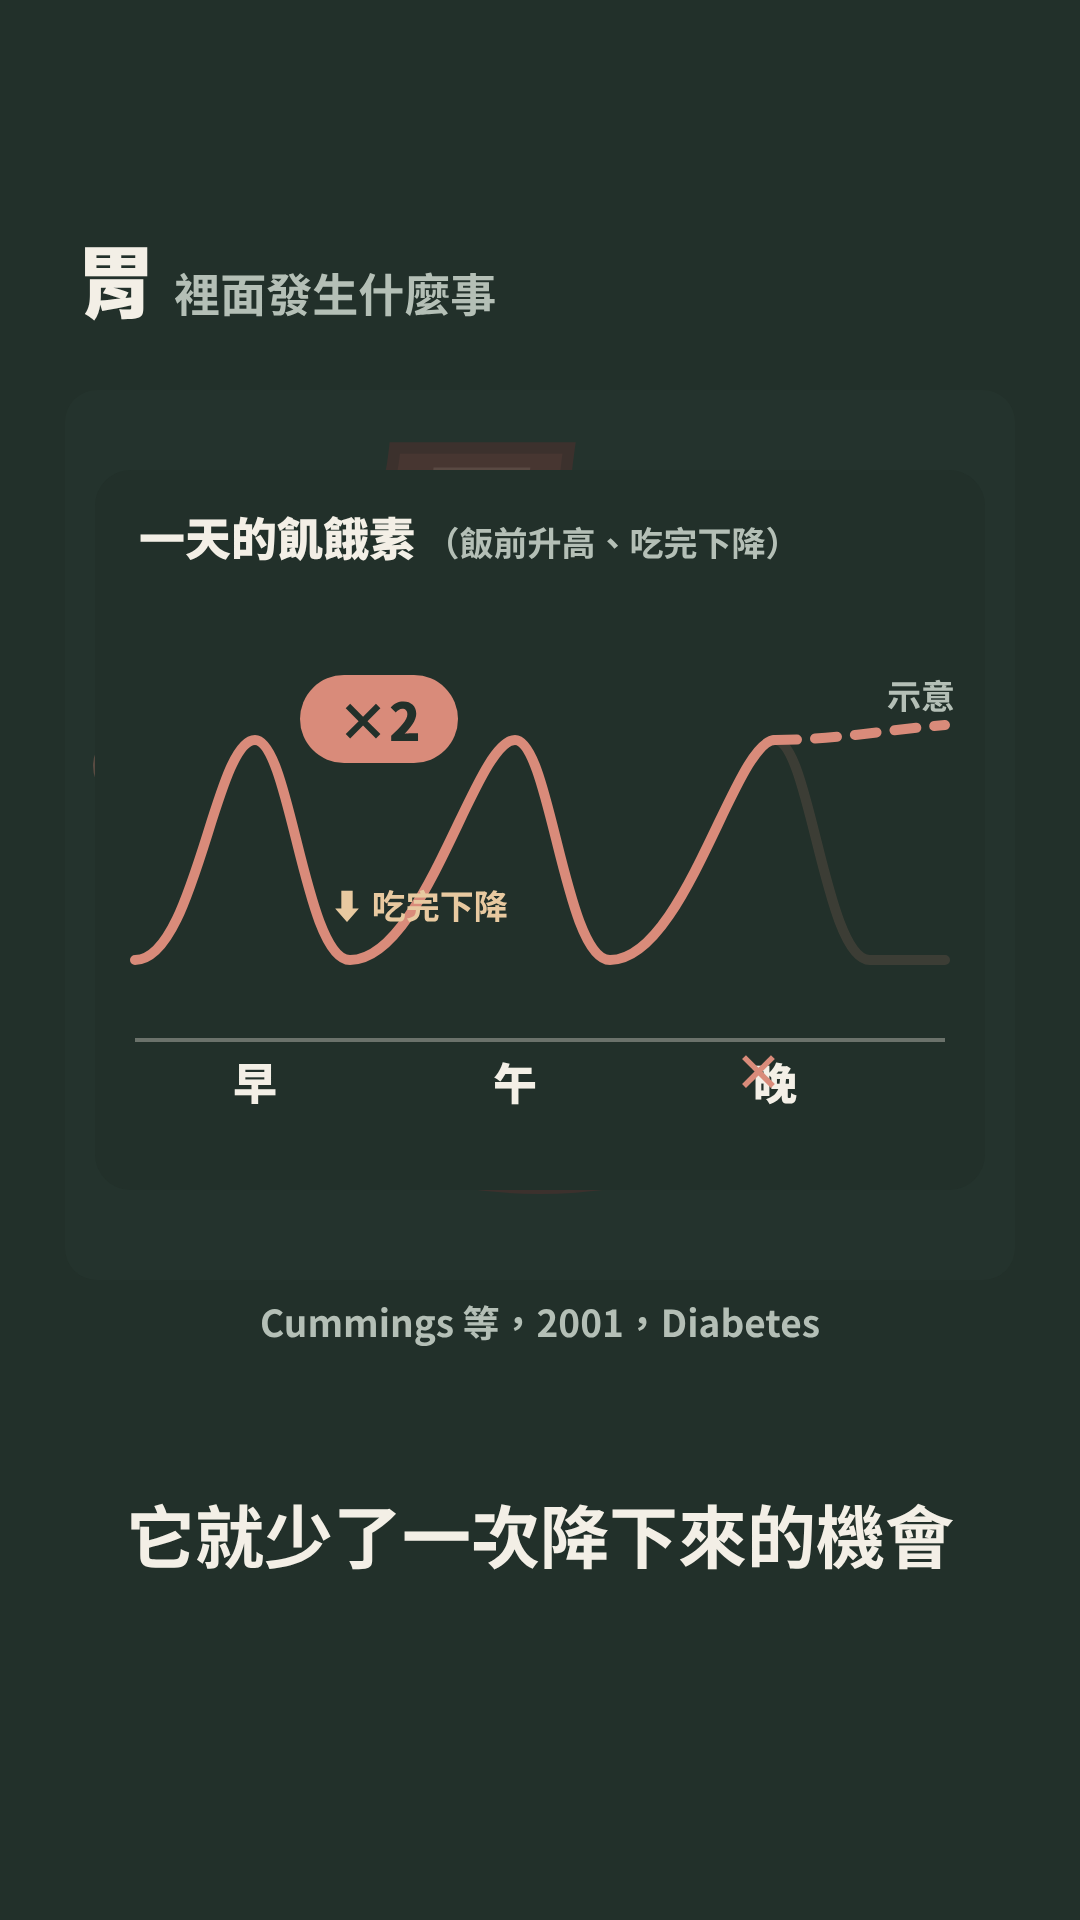 胃 裡面發生什麼事
一天的飢餓素 （飯前升高、吃完下降）
示意
×2
⬇ 吃完下降
早 午 晚
Cummings 等，2001，Diabetes
它就少了一次降下來的機會